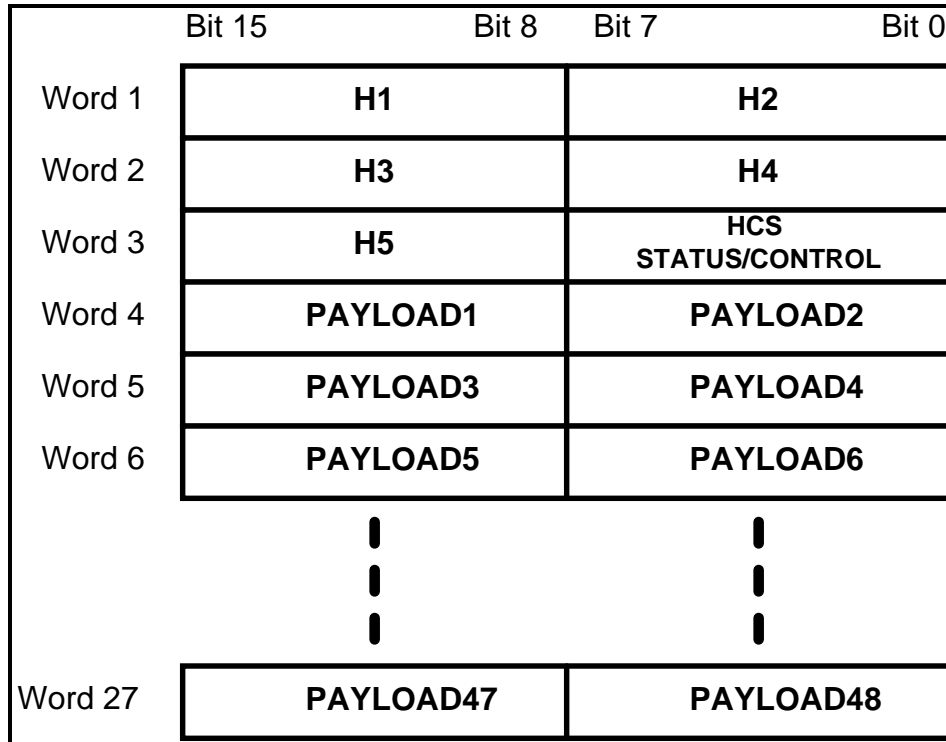 Bit 15 Bit 8 Bit 7 Bit 0
Word 1 H1 H2
Word 2 H3 H4
Word 3 H5 HCS
STATUS/CONTROL
Word 4 PAYLOAD1 PAYLOAD2
Word 5 PAYLOAD3 PAYLOAD4
Word 6 PAYLOAD5 PAYLOAD6
Word 27 PAYLOAD47 PAYLOAD48